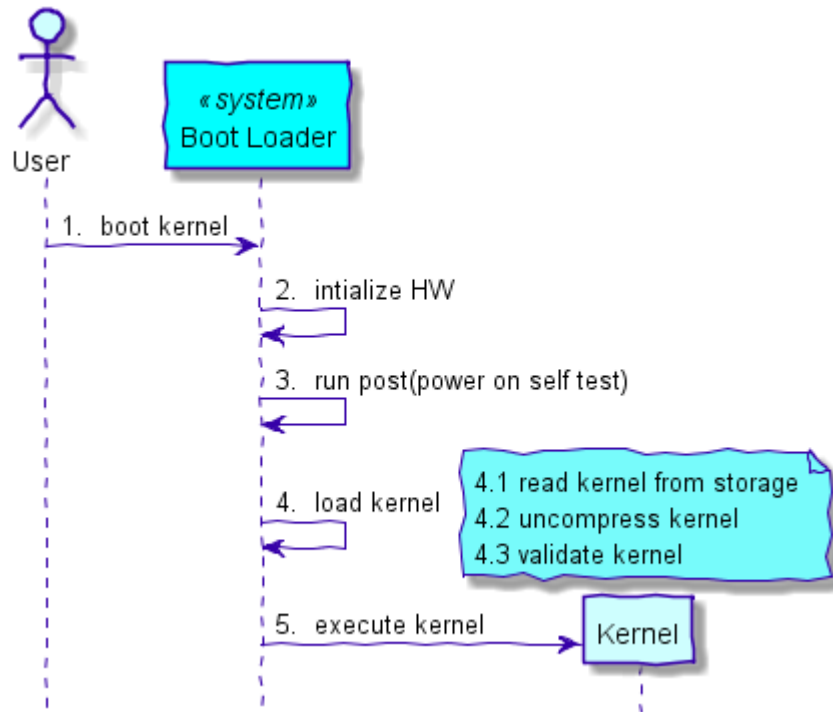 «system»
Boot Loader
User
1. boot kernel
2. intialize HW
3. run post(power on self test)
4. load kernel
4.1 read kernel from storage
4.2 uncompress kernel
4.3 validate kernel
5. execute kernel
Kernel